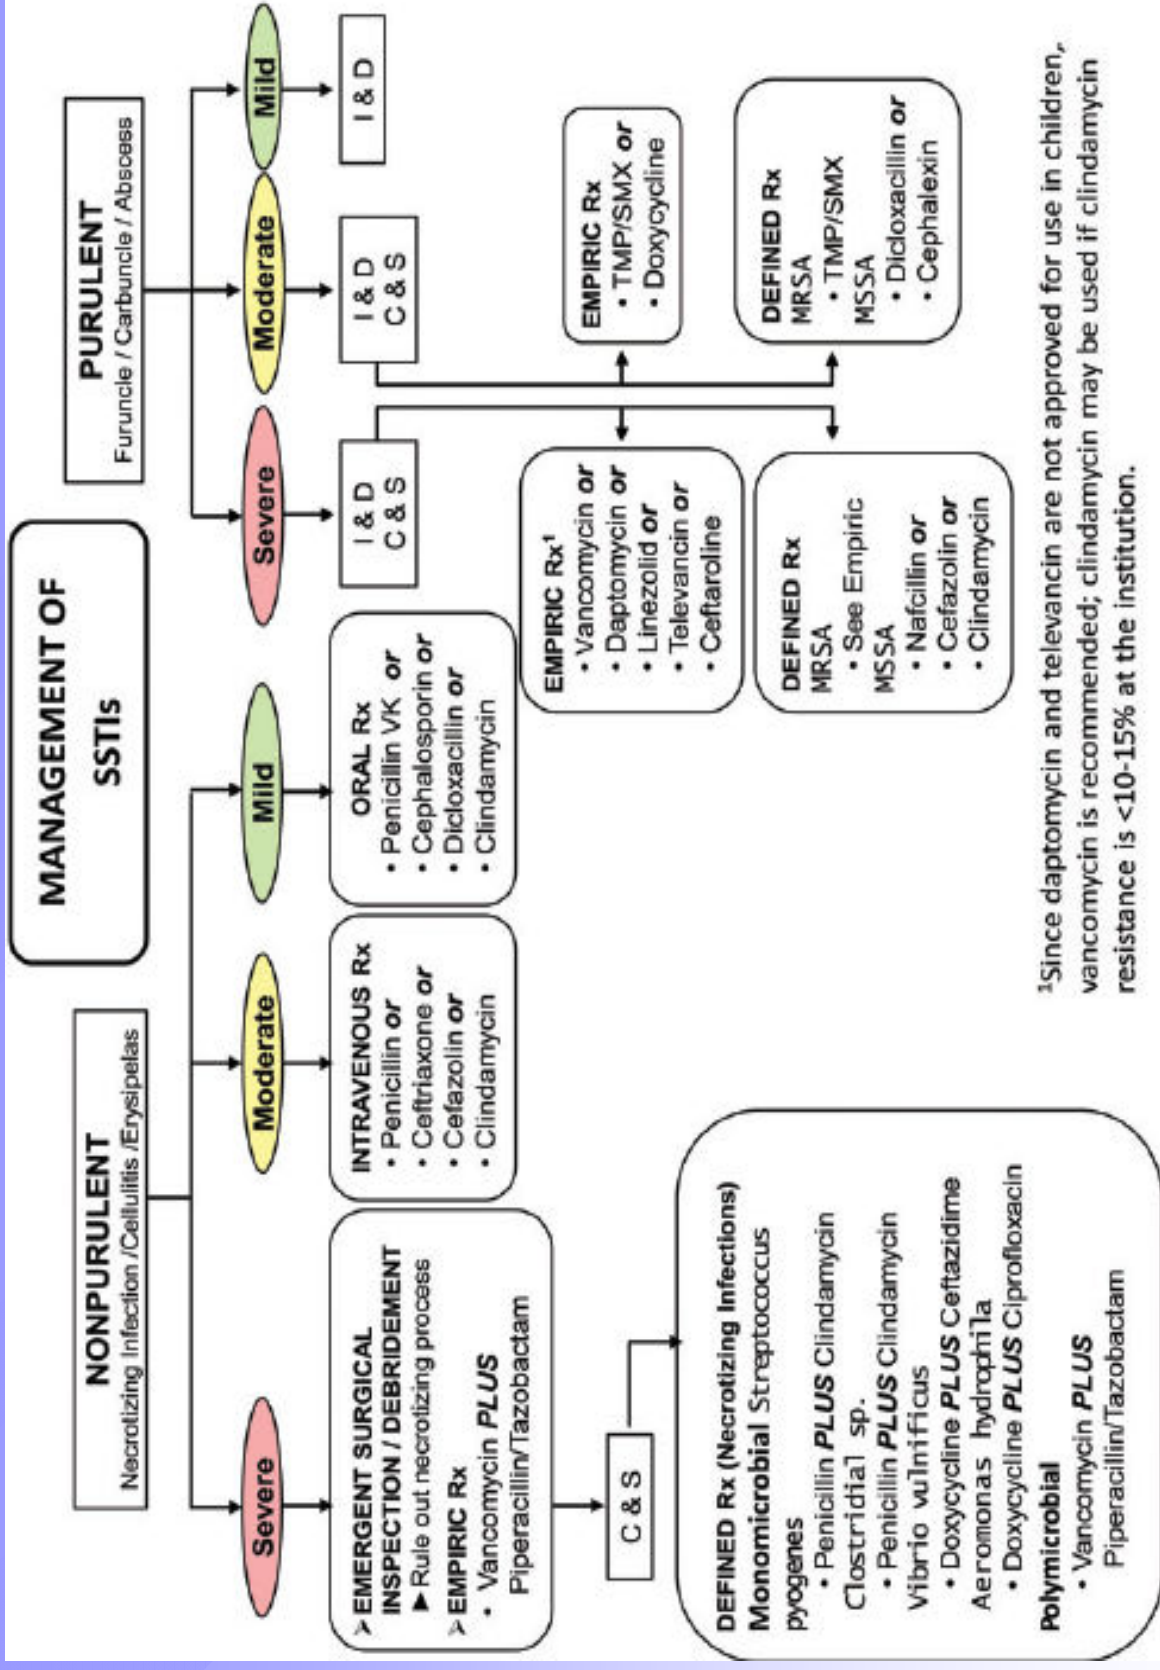 MANAGEMENT OF
SSTIs
NONPURULENT
Necrotizing Infection /Cellulitis /Erysipelas
Severe
Moderate
Mild
➢ EMERGENT SURGICAL
INSPECTION / DEBRIDEMENT
► Rule out necrotizing process
➢ EMPIRIC Rx
• Vancomycin PLUS
Piperacillin/Tazobactam
C & S
DEFINED Rx (Necrotizing Infections)
Monomicrobial Streptococcus
pyogenes
• Penicillin PLUS Clindamycin
Clostridial sp.
• Penicillin PLUS Clindamycin
Vibrio vulnificus
• Doxycycline PLUS Ceftazidime
Aeromonas hydrophila
• Doxycycline PLUS Ciprofloxacin
Polymicrobial
• Vancomycin PLUS
Piperacillin/Tazobactam
INTRAVENOUS Rx
• Penicillin or
• Ceftriaxone or
• Cefazolin or
• Clindamycin
ORAL Rx
• Penicillin VK or
• Cephalosporin or
• Dicloxacillin or
• Clindamycin
PURULENT
Furuncle / Carbuncle / Abscess
Severe
Moderate
Mild
I & D
C & S
I & D
C & S
I & D
EMPIRIC Rx¹
• Vancomycin or
• Daptomycin or
• Linezolid or
• Televancin or
• Ceftaroline
DEFINED Rx
MRSA
• See Empiric
MSSA
• Nafcillin or
• Cefazolin or
• Clindamycin
EMPIRIC Rx
• TMP/SMX or
• Doxycycline
DEFINED Rx
MRSA
• TMP/SMX
MSSA
• Dicloxacillin or
• Cephalexin
¹Since daptomycin and televancin are not approved for use in children,
vancomycin is recommended; clindamycin may be used if clindamycin
resistance is <10-15% at the institution.